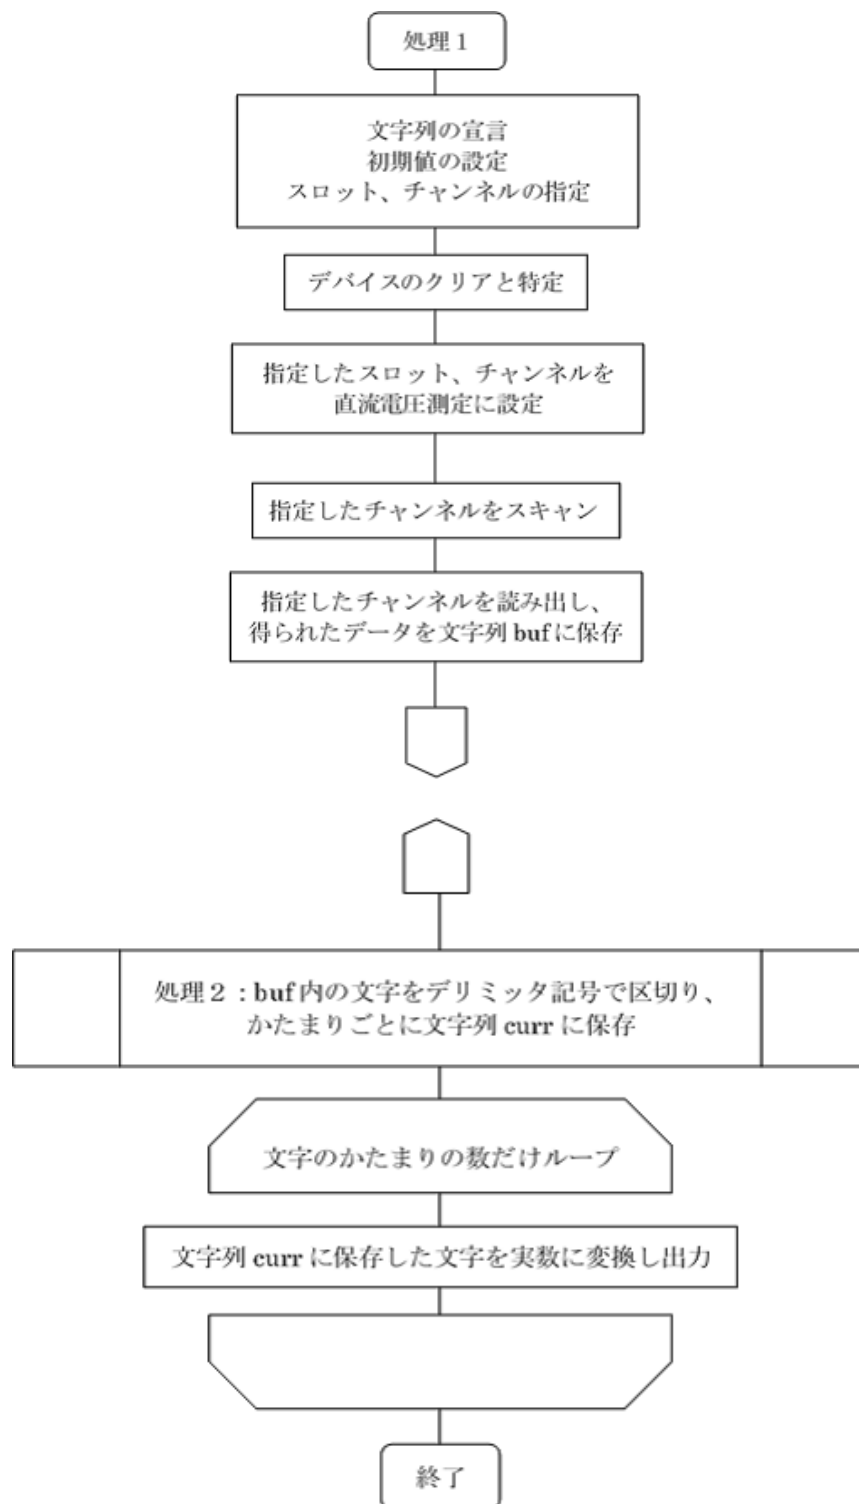 処理１
文字列の宣言
初期値の設定
スロット、チャンネルの指定
デバイスのクリアと特定
指定したスロット、チャンネルを
直流電圧測定に設定
指定したチャンネルをスキャン
指定したチャンネルを読み出し、
得られたデータを文字列 buf に保存
処理２：buf 内の文字をデリミッタ記号で区切り、
かたまりごとに文字列 curr に保存
文字のかたまりの数だけループ
文字列 curr に保存した文字を実数に変換し出力
終了